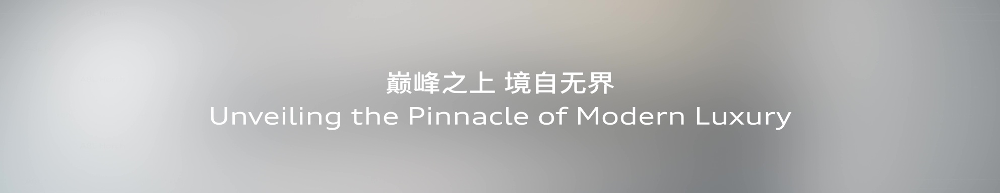 巅峰之上 境自无界
Unveiling the Pinnacle of Modern Luxury